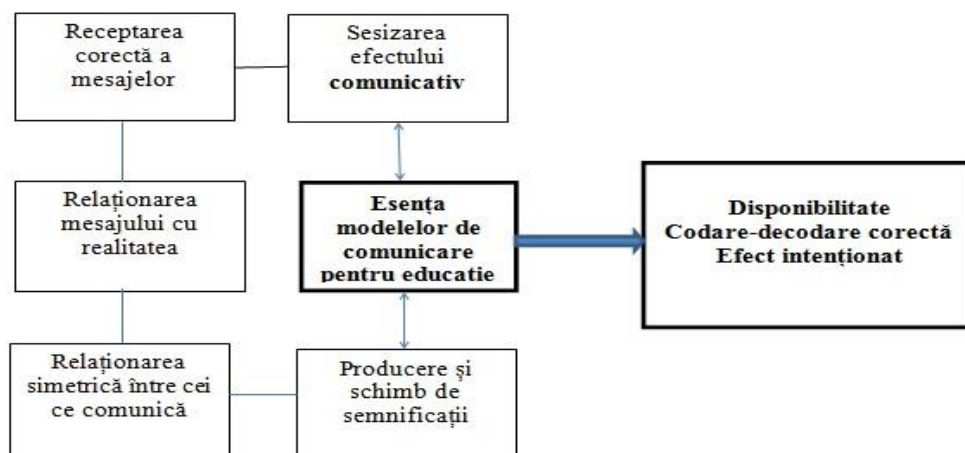 Receptarea
corectă a
mesajelor
Sesizarea
efectului
comunicativ
Relaționarea
mesajului cu
realitatea
Esența
modelelor de
comunicare
pentru educatie
Disponibilitate
Codare-decodare corectă
Efect intenționat
Relaționarea
simetrică între cei
ce comunică
Producere și
schimb de
semnificații